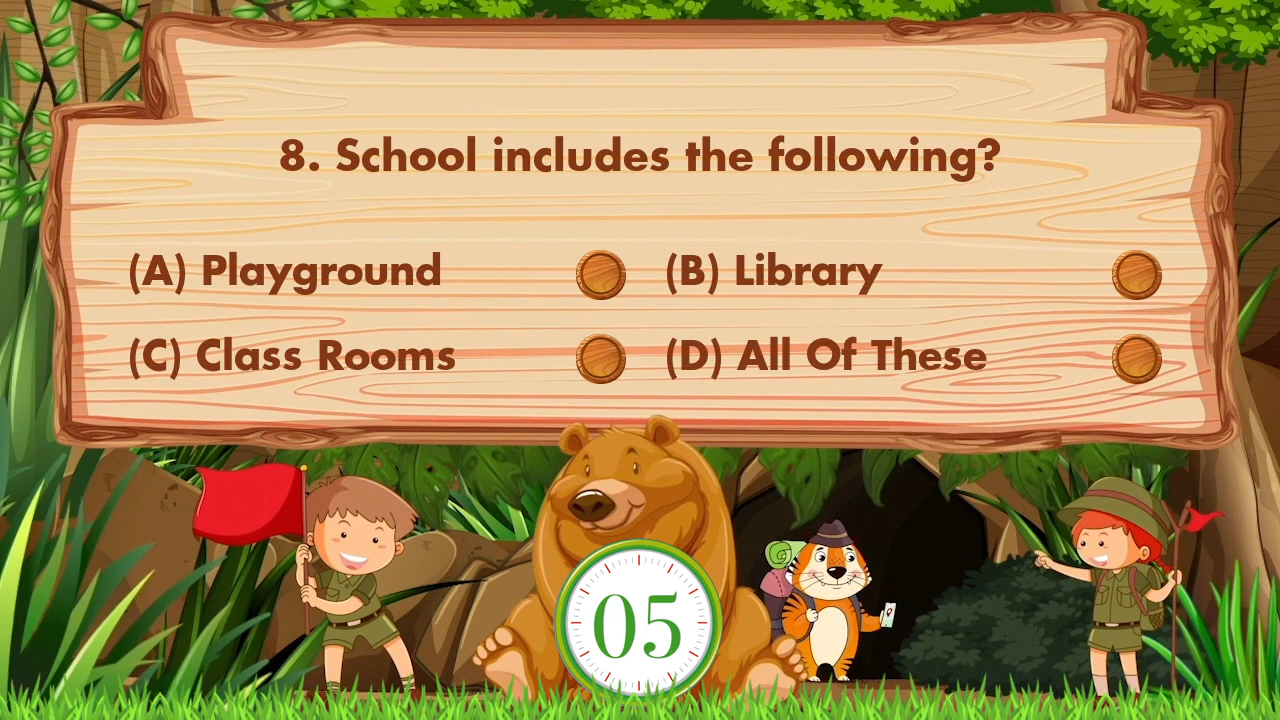 8. School includes the following?
(A) Playground
(B) Library
(C) Class Rooms
(D) All Of These
05